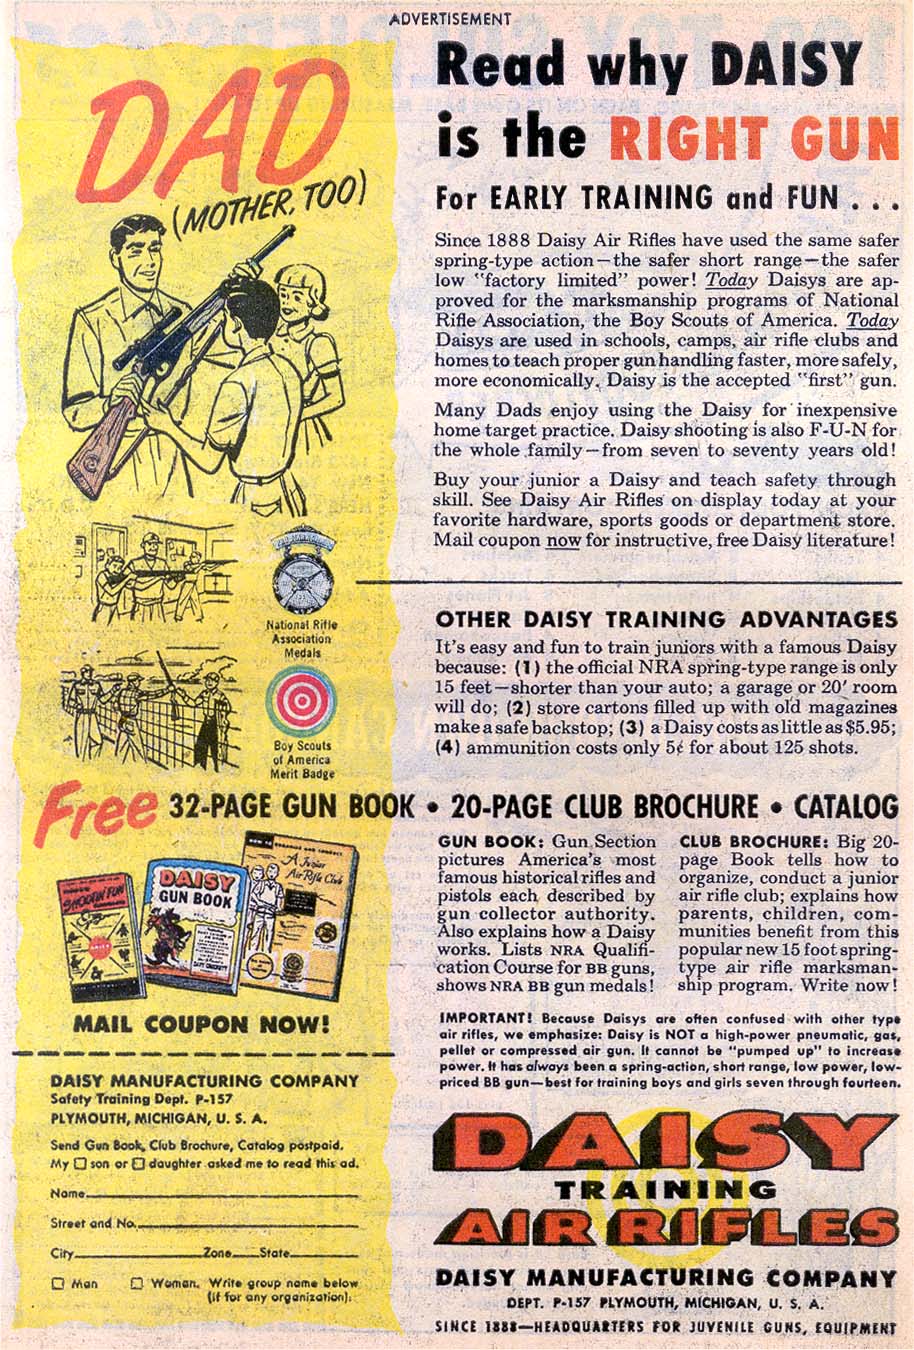 ADVERTISEMENT
DAD
(MOTHER, TOO)
National Rifle
Association
Medals
Boy Scouts
of America
Merit Badge
Read why DAISY
is the RIGHT GUN
For EARLY TRAINING and FUN . . .
Since 1888 Daisy Air Rifles have used the same safer
spring-type action—the safer short range—the safer
low "factory limited" power! Today Daisys are ap-
proved for the marksmanship programs of National
Rifle Association, the Boy Scouts of America. Today
Daisys are used in schools, camps, air rifle clubs and
homes to teach proper gun handling faster, more safely,
more economically. Daisy is the accepted "first" gun.
Many Dads enjoy using the Daisy for inexpensive
home target practice. Daisy shooting is also F-U-N for
the whole family—from seven to seventy years old!
Buy your junior a Daisy and teach safety through
skill. See Daisy Air Rifles on display today at your
favorite hardware, sports goods or department store.
Mail coupon now for instructive, free Daisy literature!
OTHER DAISY TRAINING ADVANTAGES
It's easy and fun to train juniors with a famous Daisy
because: (1) the official NRA spring-type range is only
15 feet—shorter than your auto; a garage or 20' room
will do; (2) store cartons filled up with old magazines
make a safe backstop; (3) a Daisy costs as little as $5.95;
(4) ammunition costs only 5¢ for about 125 shots.
Free 32-PAGE GUN BOOK • 20-PAGE CLUB BROCHURE • CATALOG
SHOOTIN' FUN
DAISY
DAISY
GUN BOOK
HOW TO ORGANIZE AND CONDUCT
A Junior
Air Rifle Club
MAIL COUPON NOW!
GUN BOOK: Gun Section
pictures America's most
famous historical rifles and
pistols each described by
gun collector authority.
Also explains how a Daisy
works. Lists NRA Qualifi-
cation Course for BB guns,
shows NRA BB gun medals!
CLUB BROCHURE: Big 20-
page Book tells how to
organize, conduct a junior
air rifle club; explains how
parents, children, com-
munities benefit from this
popular new 15 foot spring-
type air rifle marksman-
ship program. Write now!
IMPORTANT! Because Daisys are often confused with other type
air rifles, we emphasize: Daisy is NOT a high-power pneumatic, gas,
pellet or compressed air gun. It cannot be "pumped up" to increase
power. It has always been a spring-action, short range, low power, low-
priced BB gun—best for training boys and girls seven through fourteen.
DAISY MANUFACTURING COMPANY
Safety Training Dept. P-157
PLYMOUTH, MICHIGAN, U. S. A.
Send Gun Book, Club Brochure, Catalog postpaid.
My ☐ son or ☐ daughter asked me to read this ad.
Name
Street and No.
City Zone State
☐ Man ☐ Woman. Write group name below
(if for any organization):
DAISY
TRAINING
AIR RIFLES
DAISY MANUFACTURING COMPANY
DEPT. P-157 PLYMOUTH, MICHIGAN, U. S. A.
SINCE 1888—HEADQUARTERS FOR JUVENILE GUNS, EQUIPMENT